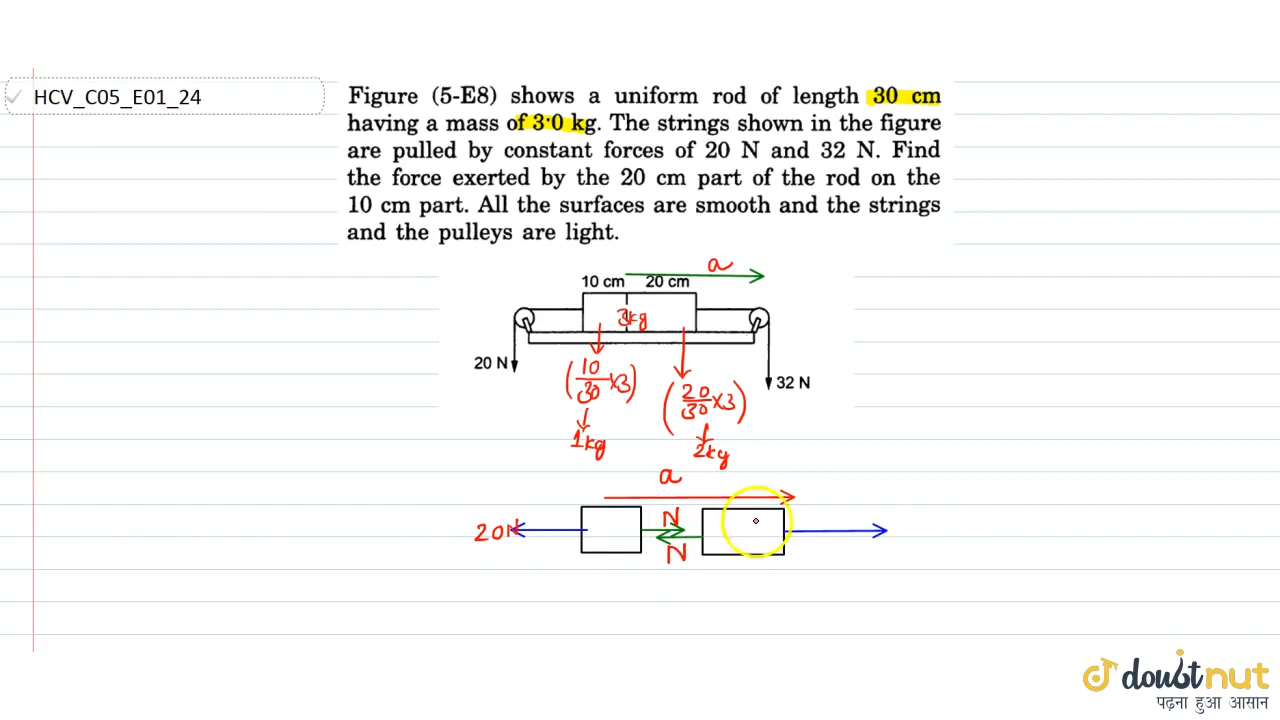 HCV_C05_E01_24
Figure (5-E8) shows a uniform rod of length 30 cm
having a mass of 3·0 kg. The strings shown in the figure
are pulled by constant forces of 20 N and 32 N. Find
the force exerted by the 20 cm part of the rod on the
10 cm part. All the surfaces are smooth and the strings
and the pulleys are light.
a
10 cm 20 cm
3kg
20 N
(10/30 ×3) (20/30 ×3)
32 N
1kg 2kg
a
20N N
N
doubtnut
पढ़ना हुआ आसान